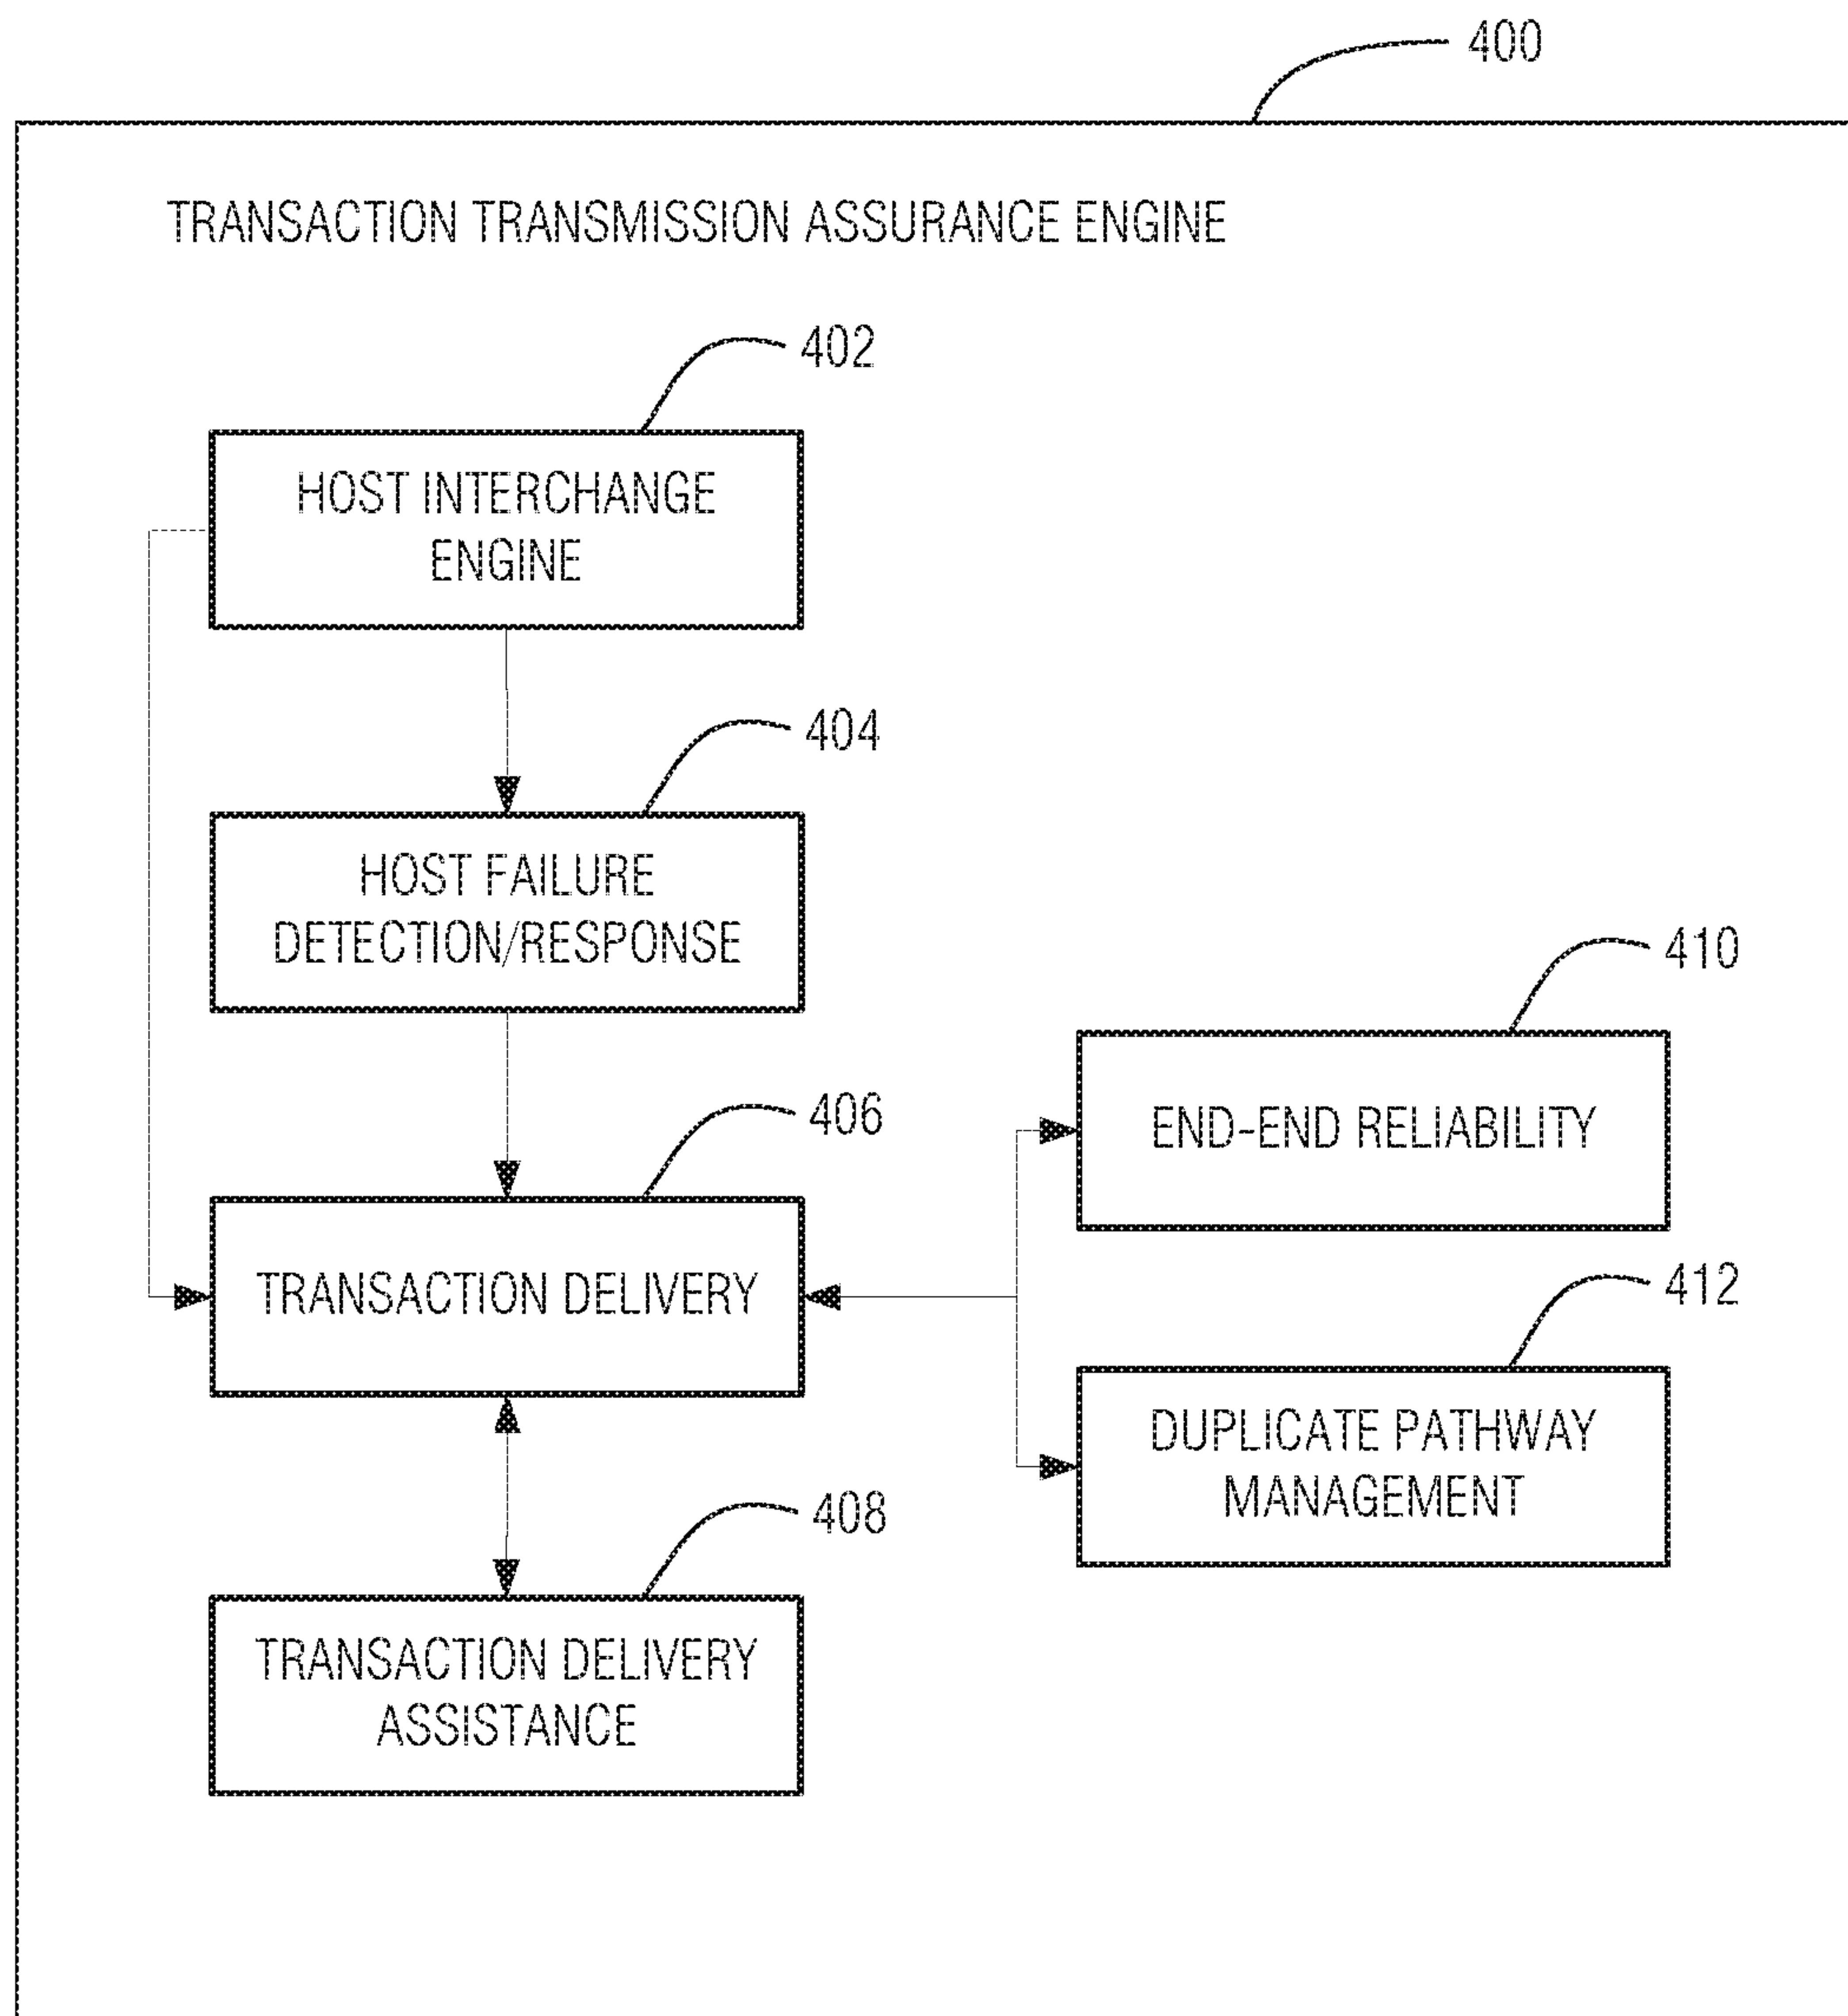 400
TRANSACTION TRANSMISSION ASSURANCE ENGINE
402
HOST INTERCHANGE
ENGINE
404
HOST FAILURE
DETECTION/RESPONSE
410
END-END RELIABILITY
406
TRANSACTION DELIVERY
412
DUPLICATE PATHWAY
MANAGEMENT
408
TRANSACTION DELIVERY
ASSISTANCE